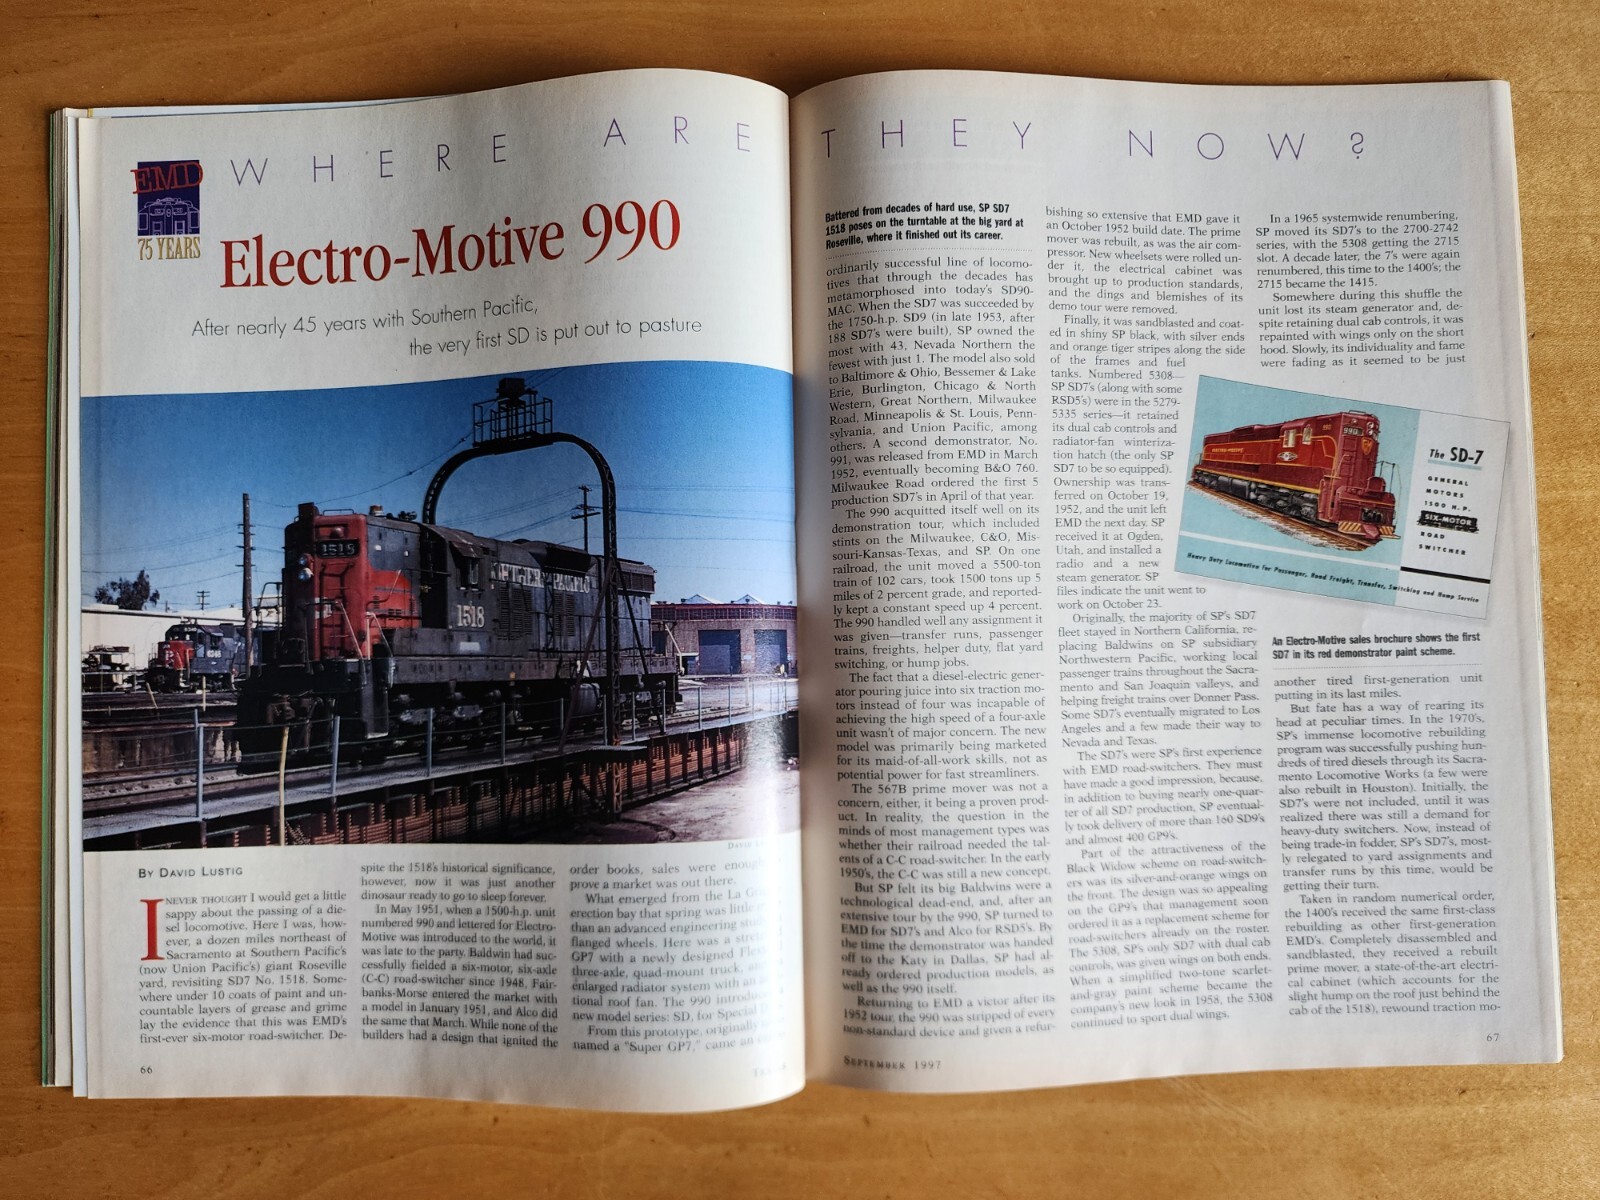 WHERE ARE THEY NOW?
EMD
75 YEARS
Electro-Motive 990
After nearly 45 years with Southern Pacific,
the very first SD is put out to pasture
1518
SOUTHERN PACIFIC
1518
6346
BY DAVID LUSTIG
I NEVER THOUGHT I would get a little
sappy about the passing of a die-
sel locomotive. Here I was, how-
ever, a dozen miles northeast of
Sacramento at Southern Pacific's
(now Union Pacific's) giant Roseville
yard, revisiting SD7 No. 1518. Some-
where under 10 coats of paint and un-
countable layers of grease and grime
lay the evidence that this was EMD's
first-ever six-motor road-switcher. De-
spite the 1518's historical significance,
however, now it was just another
dinosaur ready to go to sleep forever.
In May 1951, when a 1500-h.p. unit
numbered 990 and lettered for Electro-
Motive was introduced to the world, it
was late to the party. Baldwin had suc-
cessfully fielded a six-motor, six-axle
(C-C) road-switcher since 1948, Fair-
banks-Morse entered the market with
a model in January 1951, and Alco did
the same that March. While none of the
builders had a design that ignited the
order books, sales were enough
prove a market was out there.
What emerged from the La
erection bay that spring was little
than an advanced engineering
flanged wheels. Here was a
GP7 with a newly designed
three-axle, quad-mount truck,
enlarged radiator system with an
tional roof fan. The 990
new model series: SD, for Special
From this prototype, originally
named a "Super GP7," came an
66
Battered from decades of hard use, SP SD7
1518 poses on the turntable at the big yard at
Roseville, where it finished out its career.
ordinarily successful line of locomo-
tives that through the decades has
metamorphosed into today's SD90-
MAC. When the SD7 was succeeded by
the 1750-h.p. SD9 (in late 1953, after
188 SD7's were built), SP owned the
most with 43, Nevada Northern the
fewest with just 1. The model also sold
to Baltimore & Ohio, Bessemer & Lake
Erie, Burlington, Chicago & North
Western, Great Northern, Milwaukee
Road, Minneapolis & St. Louis, Penn-
sylvania, and Union Pacific, among
others. A second demonstrator, No.
991, was released from EMD in March
1952, eventually becoming B&O 760.
Milwaukee Road ordered the first 5
production SD7's in April of that year.
The 990 acquitted itself well on its
demonstration tour, which included
stints on the Milwaukee, C&O, Mis-
souri-Kansas-Texas, and SP. On one
railroad, the unit moved a 5500-ton
train of 102 cars, took 1500 tons up 5
miles of 2 percent grade, and reported-
ly kept a constant speed up 4 percent.
The 990 handled well any assignment it
was given—transfer runs, passenger
trains, freights, helper duty, flat yard
switching, or hump jobs.
The fact that a diesel-electric gener-
ator pouring juice into six traction mo-
tors instead of four was incapable of
achieving the high speed of a four-axle
unit wasn't of major concern. The new
model was primarily being marketed
for its maid-of-all-work skills, not as
potential power for fast streamliners.
The 567B prime mover was not a
concern, either, it being a proven prod-
uct. In reality, the question in the
minds of most management types was
whether their railroad needed the tal-
ents of a C-C road-switcher. In the early
1950's, the C-C was still a new concept.
But SP felt its big Baldwins were a
technological dead-end, and, after an
extensive tour by the 990, SP turned to
EMD for SD7's and Alco for RSD5's. By
the time the demonstrator was handed
off to the Katy in Dallas, SP had al-
ready ordered production models, as
well as the 990 itself.
Returning to EMD a victor after its
1952 tour, the 990 was stripped of every
non-standard device and given a refur-
bishing so extensive that EMD gave it
an October 1952 build date. The prime
mover was rebuilt, as was the air com-
pressor. New wheelsets were rolled un-
der it, the electrical cabinet was
brought up to production standards,
and the dings and blemishes of its
demo tour were removed.
Finally, it was sandblasted and coat-
ed in shiny SP black, with silver ends
and orange tiger stripes along the side
of the frames and fuel
tanks. Numbered 5308—
SP SD7's (along with some
RSD5's) were in the 5279-
5335 series—it retained
its dual cab controls and
radiator-fan winteriza-
tion hatch (the only SP
SD7 to be so equipped).
Ownership was trans-
ferred on October 19,
1952, and the unit left
EMD the next day. SP
received it at Ogden,
Utah, and installed a
radio and a new
steam generator. SP
files indicate the unit went to
work on October 23.
Originally, the majority of SP's SD7
fleet stayed in Northern California, re-
placing Baldwins on SP subsidiary
Northwestern Pacific, working local
passenger trains throughout the Sacra-
mento and San Joaquin valleys, and
helping freight trains over Donner Pass.
Some SD7's eventually migrated to Los
Angeles and a few made their way to
Nevada and Texas.
The SD7's were SP's first experience
with EMD road-switchers. They must
have made a good impression, because,
in addition to buying nearly one-quar-
ter of all SD7 production, SP eventual-
ly took delivery of more than 160 SD9's
and almost 400 GP9's.
Part of the attractiveness of the
Black Widow scheme on road-switch-
ers was its silver-and-orange wings on
the front. The design was so appealing
on the GP9's that management soon
ordered it as a replacement scheme for
road-switchers already on the roster.
The 5308, SP's only SD7 with dual cab
controls, was given wings on both ends.
When a simplified two-tone scarlet-
and-gray paint scheme became the
company's new look in 1958, the 5308
continued to sport dual wings.
In a 1965 systemwide renumbering,
SP moved its SD7's to the 2700-2742
series, with the 5308 getting the 2715
slot. A decade later, the 7's were again
renumbered, this time to the 1400's; the
2715 became the 1415.
Somewhere during this shuffle the
unit lost its steam generator and, de-
spite retaining dual cab controls, it was
repainted with wings only on the short
hood. Slowly, its individuality and fame
were fading as it seemed to be just
990
ELECTRO-MOTIVE
The SD-7
GENERAL
MOTORS
1500 H.P.
SIX-MOTOR
ROAD
SWITCHER
Heavy Duty Locomotive for Passenger, Road Freight, Transfer, Switching and Hump Service
An Electro-Motive sales brochure shows the first
SD7 in its red demonstrator paint scheme.
another tired first-generation unit
putting in its last miles.
But fate has a way of rearing its
head at peculiar times. In the 1970's,
SP's immense locomotive rebuilding
program was successfully pushing hun-
dreds of tired diesels through its Sacra-
mento Locomotive Works (a few were
also rebuilt in Houston). Initially, the
SD7's were not included, until it was
realized there was still a demand for
heavy-duty switchers. Now, instead of
being trade-in fodder, SP's SD7's, most-
ly relegated to yard assignments and
transfer runs by this time, would be
getting their turn.
Taken in random numerical order,
the 1400's received the same first-class
rebuilding as other first-generation
EMD's. Completely disassembled and
sandblasted, they received a rebuilt
prime mover, a state-of-the-art electri-
cal cabinet (which accounts for the
slight hump on the roof just behind the
cab of the 1518), rewound traction mo-
SEPTEMBER 1997
67